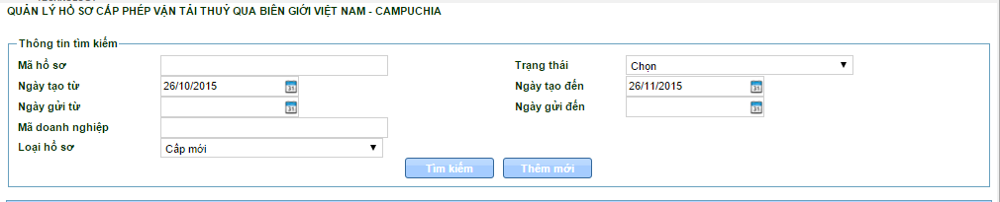 QUẢN LÝ HỒ SƠ CẤP PHÉP VẬN TẢI THUỶ QUA BIÊN GIỚI VIỆT NAM - CAMPUCHIA
Thông tin tìm kiếm
Mã hồ sơ Trạng thái Chọn
Ngày tạo từ 26/10/2015 Ngày tạo đến 26/11/2015
Ngày gửi từ Ngày gửi đến
Mã doanh nghiệp
Loại hồ sơ Cấp mới
Tìm kiếm Thêm mới